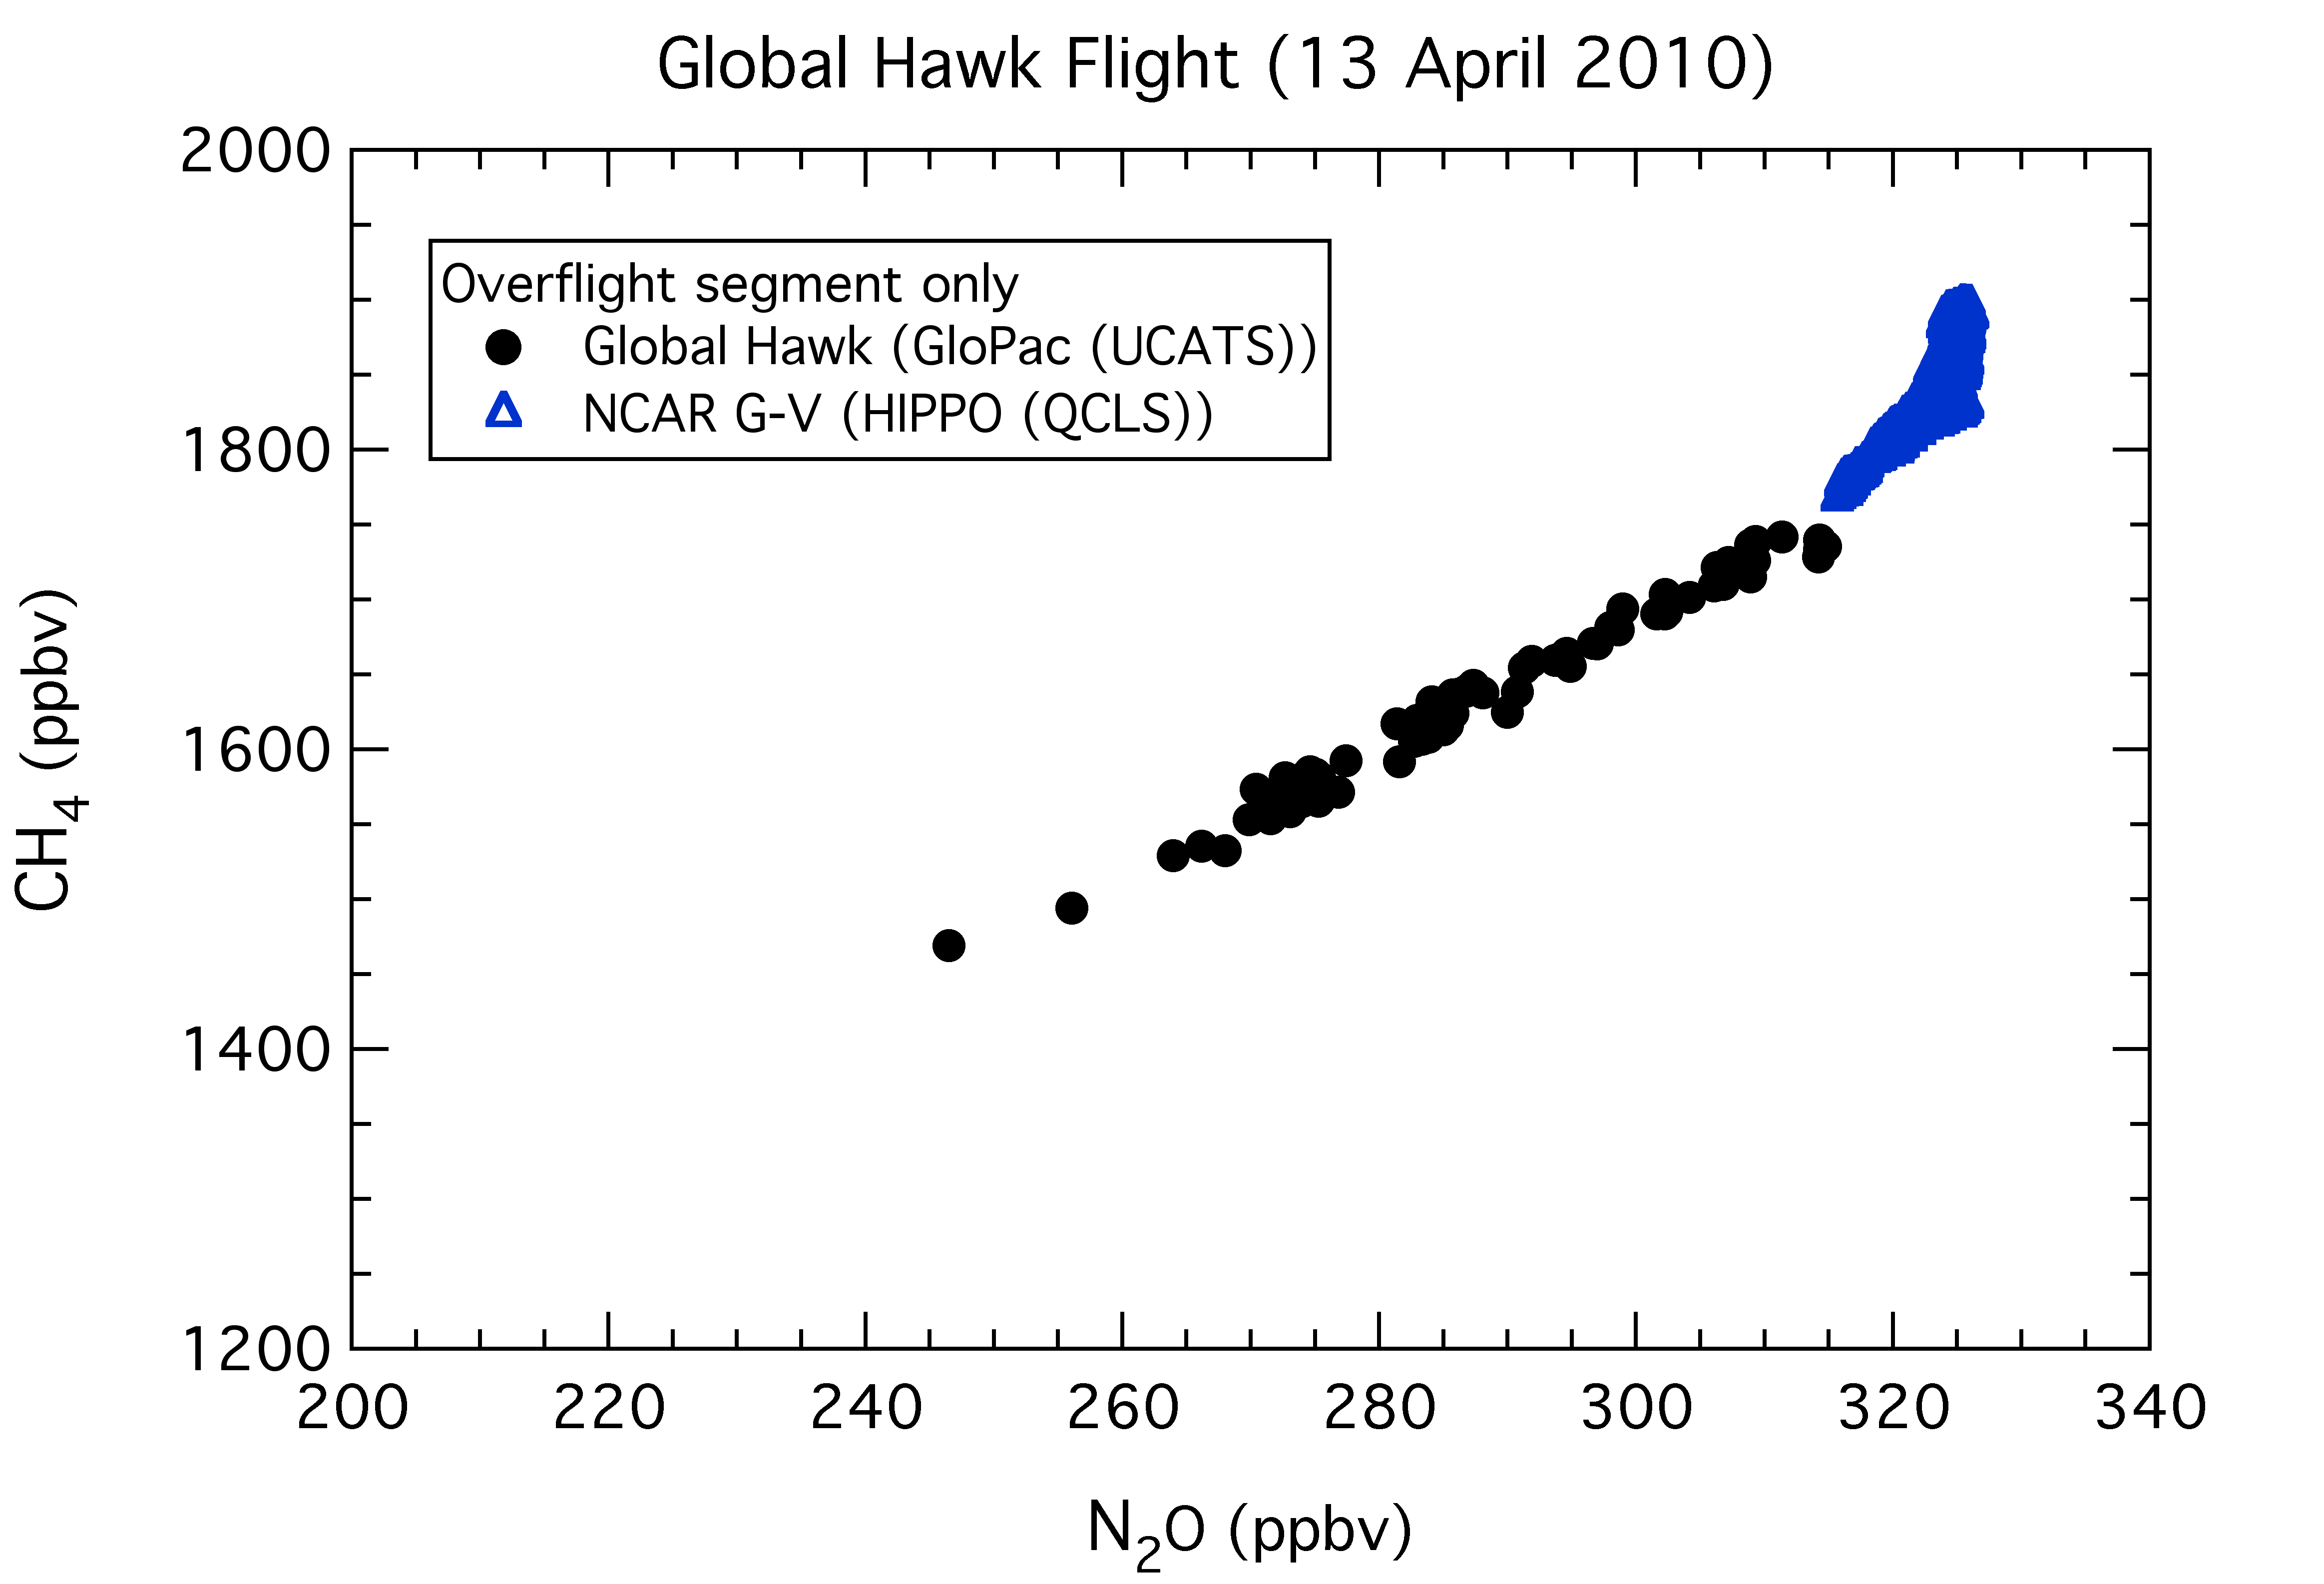 Global Hawk Flight (13 April 2010)
2000
1800
1600
1400
1200
CH4 (ppbv)
Overflight segment only
Global Hawk (GloPac (UCATS))
NCAR G-V (HIPPO (QCLS))
200 220 240 260 280 300 320 340
N2O (ppbv)